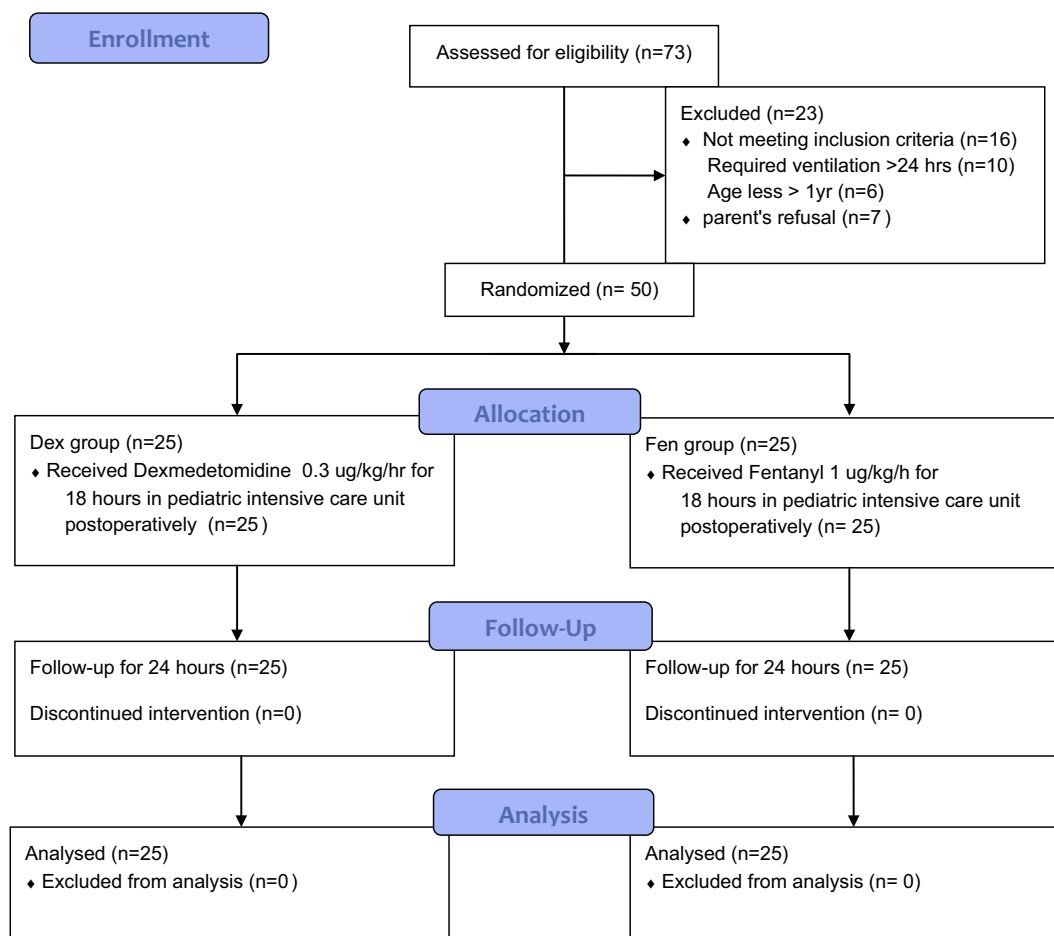 Enrollment
Assessed for eligibility (n=73)
Excluded (n=23)
♦ Not meeting inclusion criteria (n=16)
Required ventilation >24 hrs (n=10)
Age less > 1yr (n=6)
♦ parent's refusal (n=7 )
Randomized (n= 50)
Allocation
Dex group (n=25)
♦ Received Dexmedetomidine 0.3 ug/kg/hr for
18 hours in pediatric intensive care unit
postoperatively (n=25 )
Fen group (n=25)
♦ Received Fentanyl 1 ug/kg/h for
18 hours in pediatric intensive care unit
postoperatively (n= 25)
Follow-Up
Follow-up for 24 hours (n=25)
Discontinued intervention (n=0)
Follow-up for 24 hours (n= 25)
Discontinued intervention (n= 0)
Analysis
Analysed (n=25)
♦ Excluded from analysis (n=0 )
Analysed (n=25)
♦ Excluded from analysis (n= 0)